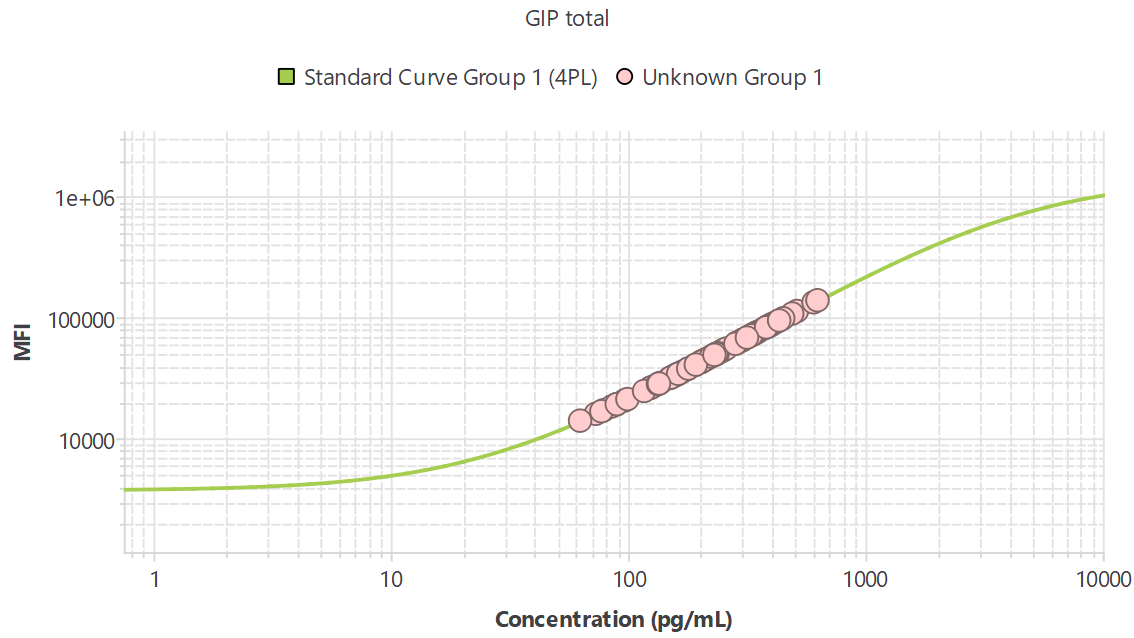 GIP total
Standard Curve Group 1 (4PL) Unknown Group 1
1e+06
100000
10000
MFI
1 10 100 1000 10000
Concentration (pg/mL)